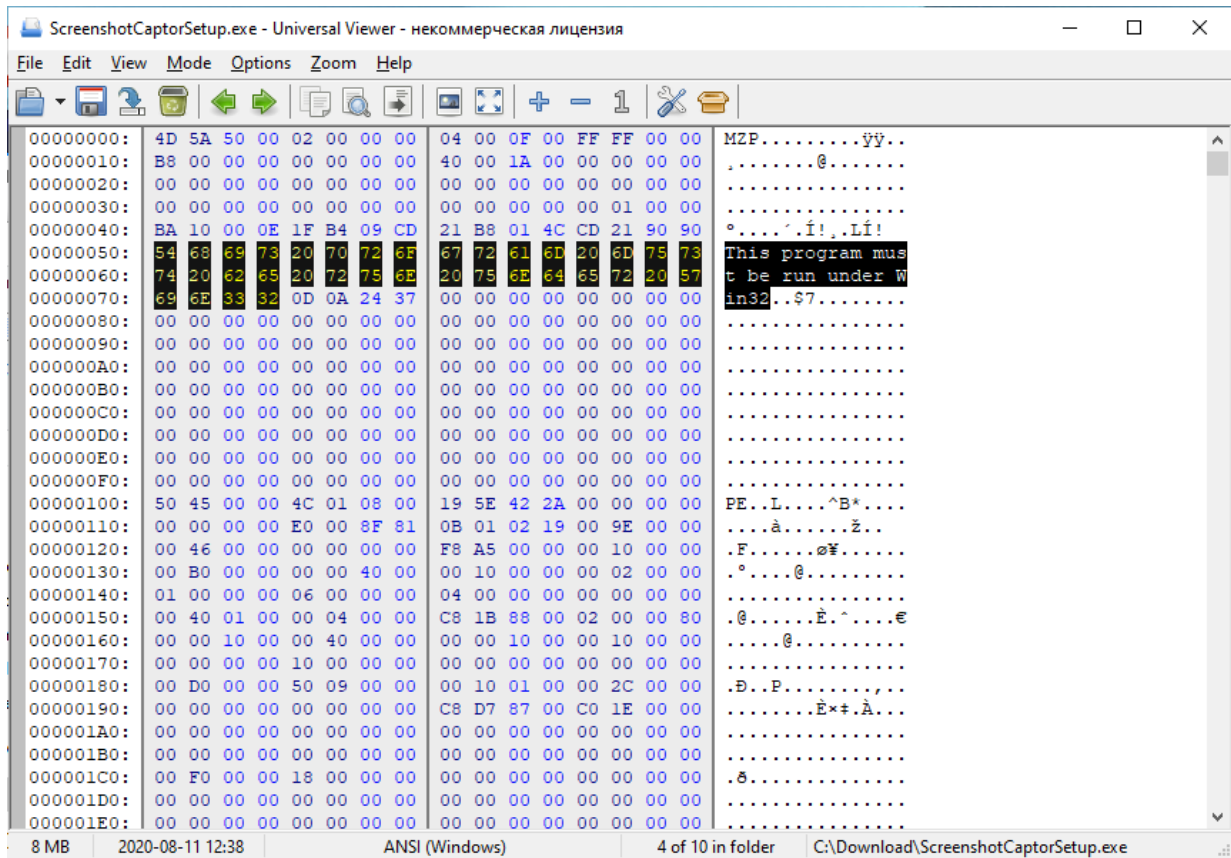 ScreenshotCaptorSetup.exe - Universal Viewer - некоммерческая лицензия
File Edit View Mode Options Zoom Help
00000000: 4D 5A 50 00 02 00 00 00 04 00 0F 00 FF FF 00 00 MZP.........ÿÿ..
00000010: B8 00 00 00 00 00 00 00 40 00 1A 00 00 00 00 00 ¸.......@.......
00000020: 00 00 00 00 00 00 00 00 00 00 00 00 00 00 00 00 ................
00000030: 00 00 00 00 00 00 00 00 00 00 00 00 00 01 00 00 ................
00000040: BA 10 00 0E 1F B4 09 CD 21 B8 01 4C CD 21 90 90 º....´.Í!¸.LÍ!
00000050: 54 68 69 73 20 70 72 6F 67 72 61 6D 20 6D 75 73 This program mus
00000060: 74 20 62 65 20 72 75 6E 20 75 6E 64 65 72 20 57 t be run under W
00000070: 69 6E 33 32 0D 0A 24 37 00 00 00 00 00 00 00 00 in32..$7........
00000080: 00 00 00 00 00 00 00 00 00 00 00 00 00 00 00 00 ................
00000090: 00 00 00 00 00 00 00 00 00 00 00 00 00 00 00 00 ................
000000A0: 00 00 00 00 00 00 00 00 00 00 00 00 00 00 00 00 ................
000000B0: 00 00 00 00 00 00 00 00 00 00 00 00 00 00 00 00 ................
000000C0: 00 00 00 00 00 00 00 00 00 00 00 00 00 00 00 00 ................
000000D0: 00 00 00 00 00 00 00 00 00 00 00 00 00 00 00 00 ................
000000E0: 00 00 00 00 00 00 00 00 00 00 00 00 00 00 00 00 ................
000000F0: 00 00 00 00 00 00 00 00 00 00 00 00 00 00 00 00 ................
00000100: 50 45 00 00 4C 01 08 00 19 5E 42 2A 00 00 00 00 PE..L....^B*....
00000110: 00 00 00 00 E0 00 8F 81 0B 01 02 19 00 9E 00 00 ....à......ž..
00000120: 00 46 00 00 00 00 00 00 F8 A5 00 00 00 10 00 00 .F......ø¥......
00000130: 00 B0 00 00 00 00 40 00 00 10 00 00 00 02 00 00 .°....@.........
00000140: 01 00 00 00 06 00 00 00 04 00 00 00 00 00 00 00 ................
00000150: 00 40 01 00 00 04 00 00 C8 1B 88 00 02 00 00 80 .@......È.ˆ....€
00000160: 00 00 10 00 00 40 00 00 00 00 10 00 00 10 00 00 .....@..........
00000170: 00 00 00 00 10 00 00 00 00 00 00 00 00 00 00 00 ................
00000180: 00 D0 00 00 50 09 00 00 00 10 01 00 00 2C 00 00 .Ð..P........,..
00000190: 00 00 00 00 00 00 00 00 C8 D7 87 00 C0 1E 00 00 ........È×‡.À...
000001A0: 00 00 00 00 00 00 00 00 00 00 00 00 00 00 00 00 ................
000001B0: 00 00 00 00 00 00 00 00 00 00 00 00 00 00 00 00 ................
000001C0: 00 F0 00 00 18 00 00 00 00 00 00 00 00 00 00 00 .ð..............
000001D0: 00 00 00 00 00 00 00 00 00 00 00 00 00 00 00 00 ................
000001E0: 00 00 00 00 00 00 00 00 00 00 00 00 00 00 00 00 ................
8 MB 2020-08-11 12:38 ANSI (Windows) 4 of 10 in folder C:\Download\ScreenshotCaptorSetup.exe